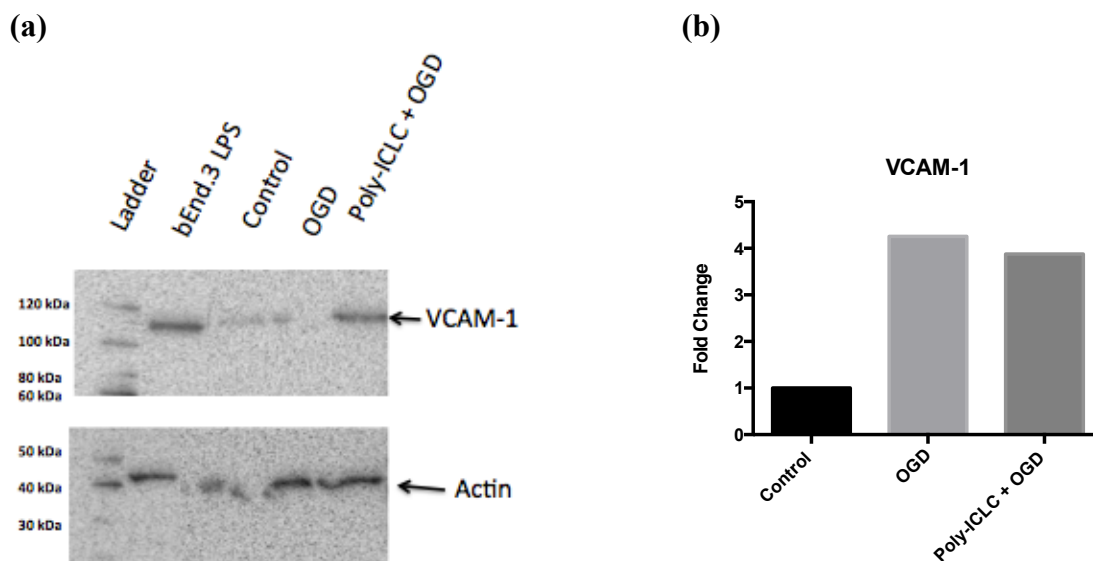 (a)
Ladder
bEnd.3 LPS
Control
OGD
Poly-ICLC + OGD
120 kDa
100 kDa
80 kDa
60 kDa
VCAM-1
50 kDa
40 kDa
30 kDa
Actin
(b)
VCAM-1
Fold Change
5
4
3
2
1
0
Control
OGD
Poly-ICLC + OGD